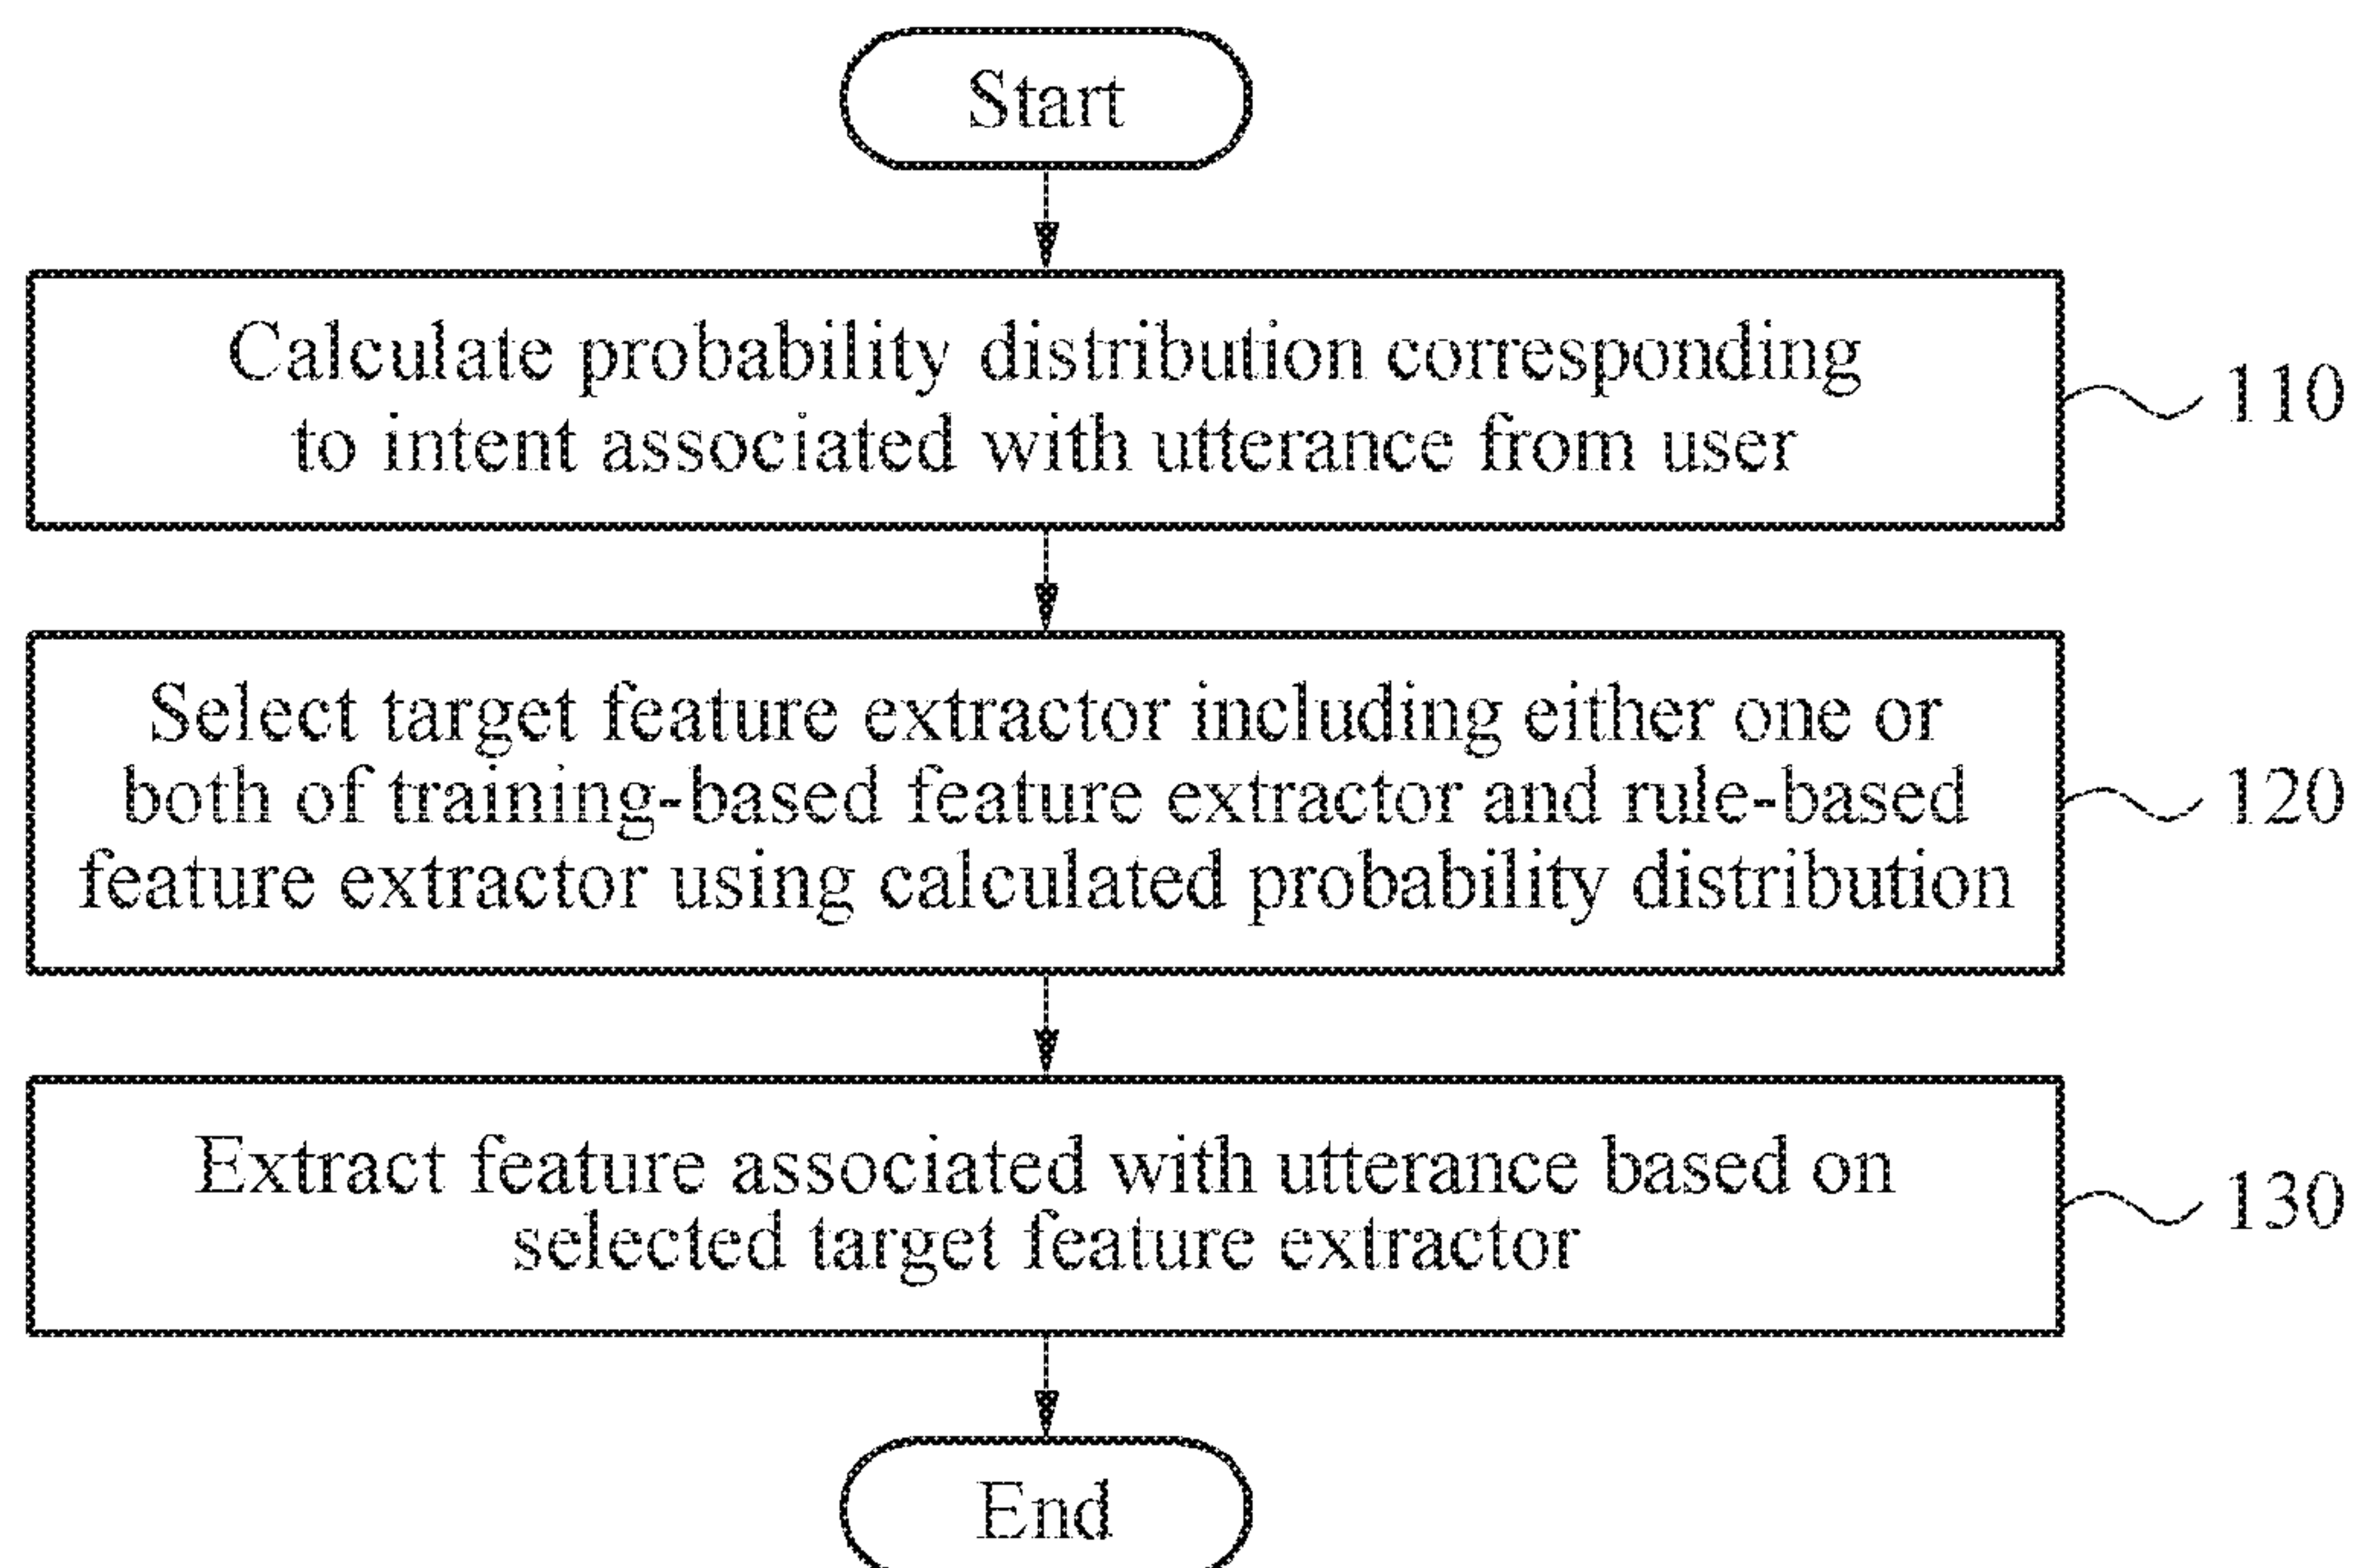 Start
Calculate probability distribution corresponding
to intent associated with utterance from user
110
Select target feature extractor including either one or
both of training-based feature extractor and rule-based
feature extractor using calculated probability distribution
120
Extract feature associated with utterance based on
selected target feature extractor
130
End